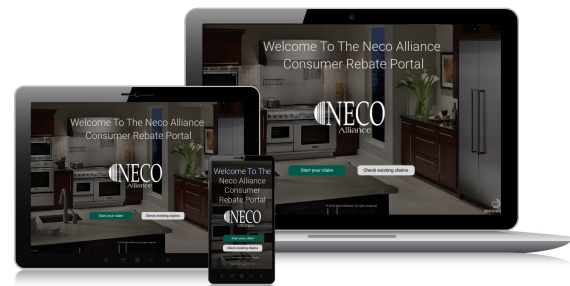 Welcome To The Neco Alliance
Consumer Rebate Portal
NECO
Alliance
Start your claim
Check existing claims
Welcome To The Neco Alliance
Consumer Rebate Portal
NECO
Alliance
Start your claim
Check existing claims
Welcome To The
Neco Alliance
Consumer
Rebate Portal
NECO
Alliance
Start your claim
Check existing claims